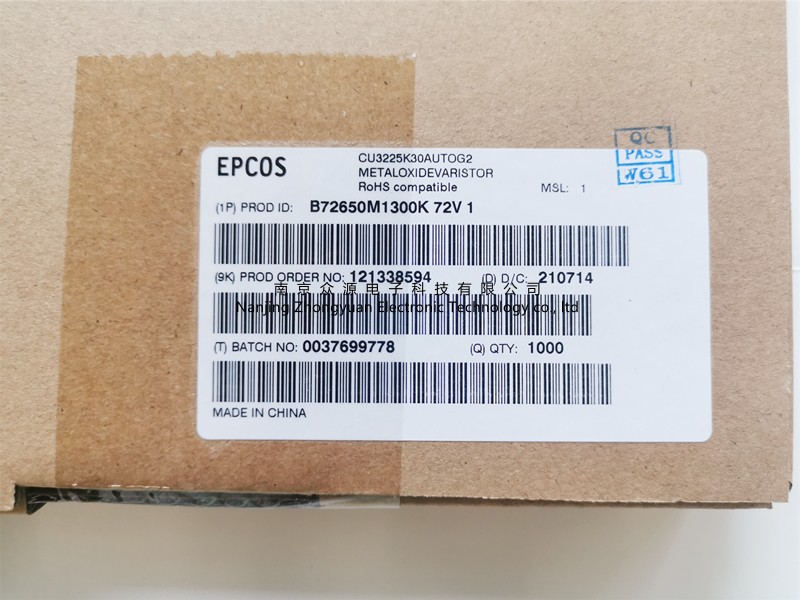 EPCOS
CU3225K30AUTOG2
METALOXIDEVARISTOR
RoHS compatible
MSL: 1
QC
PASS
W61
(1P) PROD ID: B72650M1300K 72V 1
(9K) PROD ORDER NO: 121338594 (D) D/C: 210714
南京众源电子科技有限公司
Nanjing Zhongyuan Electronic Technology Co., ltd
(T) BATCH NO: 0037699778 (Q) QTY: 1000
MADE IN CHINA